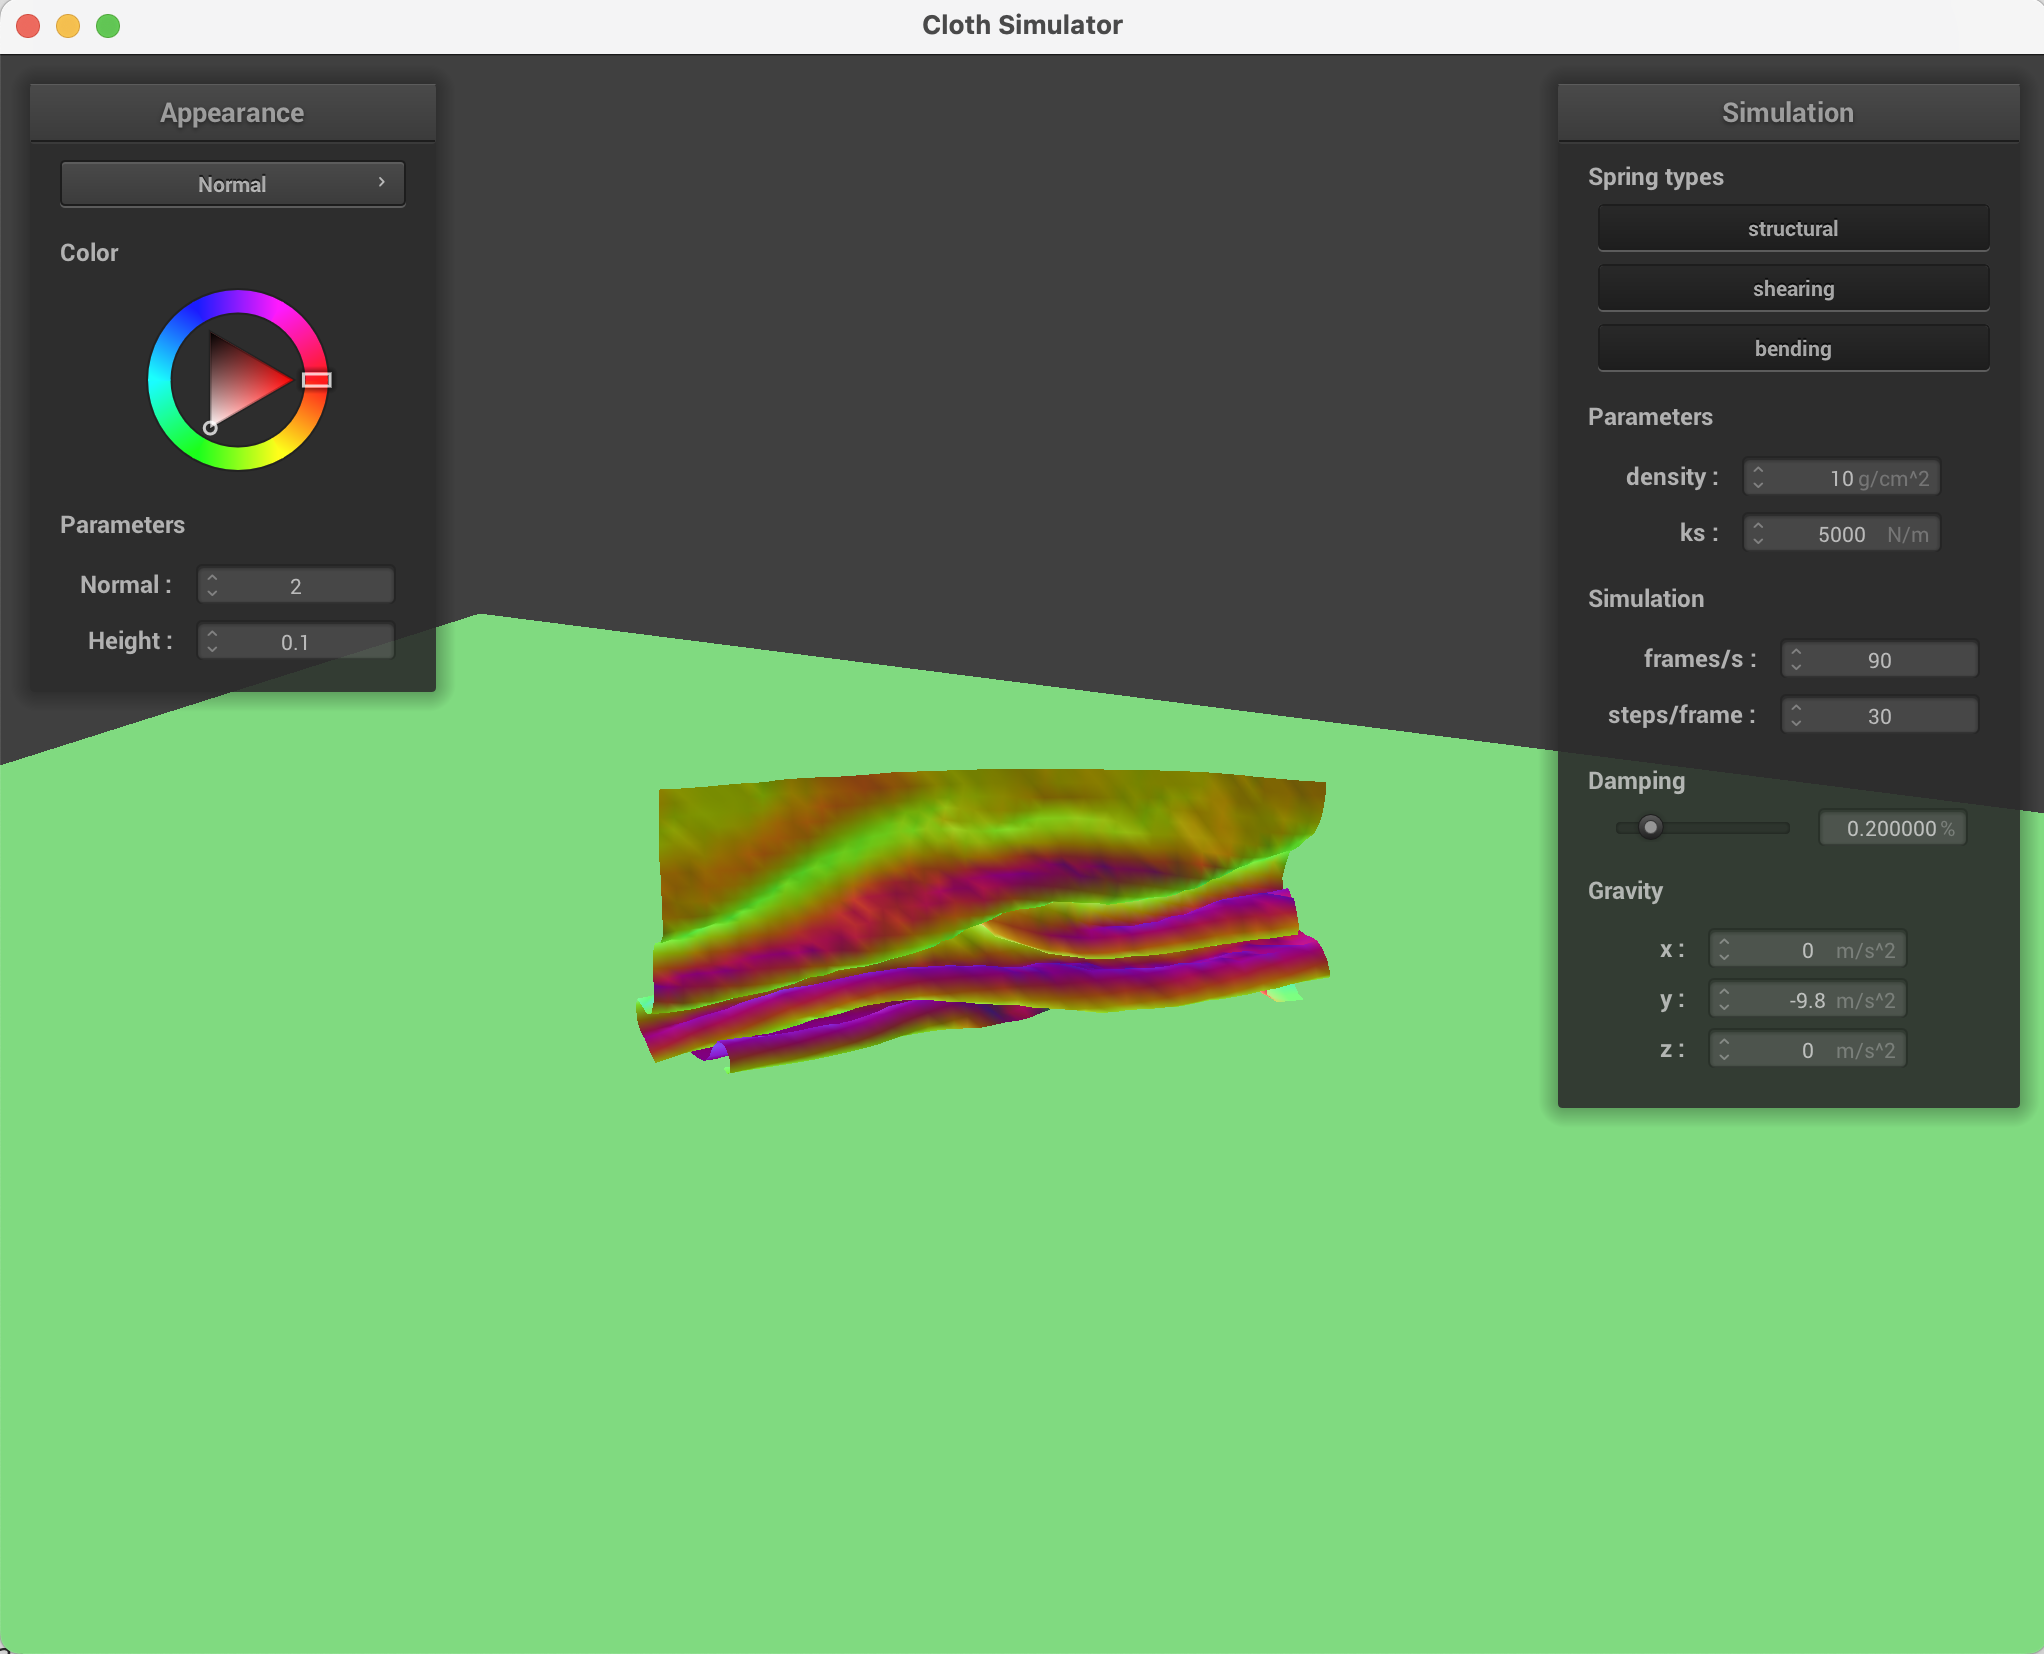 Cloth Simulator
Appearance
Normal
Color
Parameters
Normal : 2
Height : 0.1
Simulation
Spring types
structural
shearing
bending
Parameters
density : 10 g/cm^2
ks : 5000 N/m
Simulation
frames/s : 90
steps/frame : 30
Damping
0.200000 %
Gravity
x : 0 m/s^2
y : -9.8 m/s^2
z : 0 m/s^2